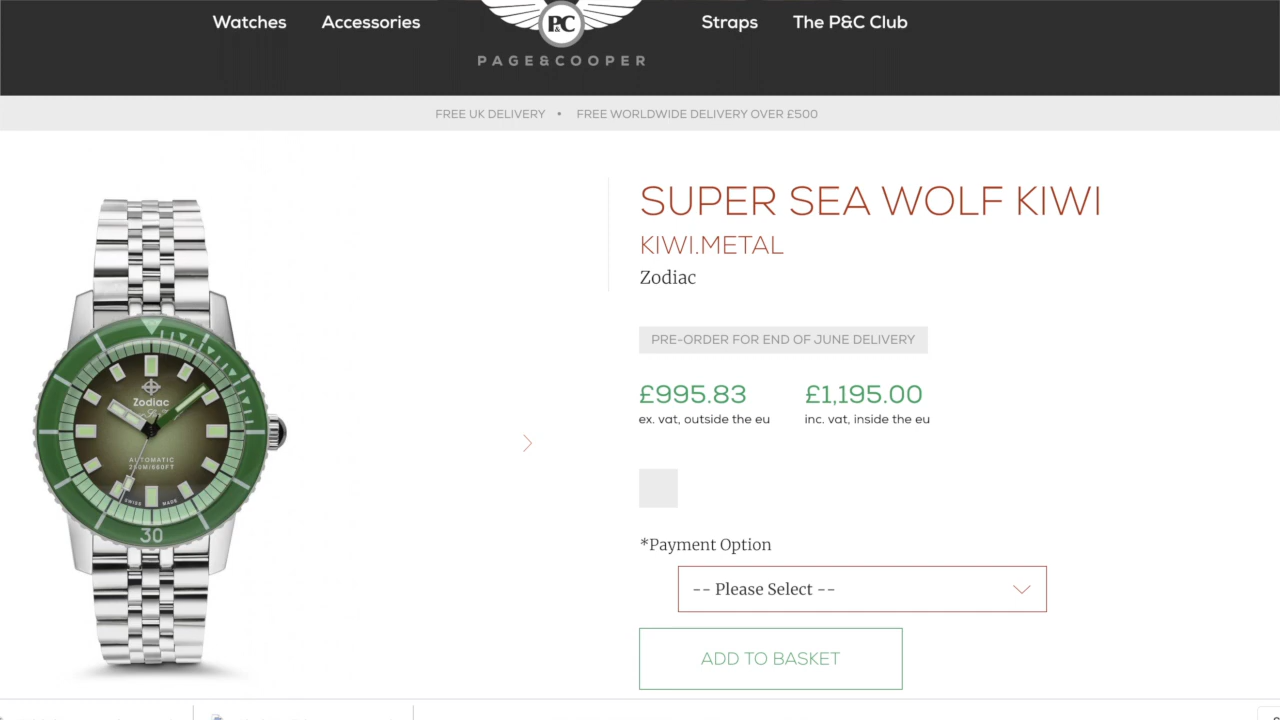 Watches
Accessories
P&C
PAGE&COOPER
Straps
The P&C Club
FREE UK DELIVERY • FREE WORLDWIDE DELIVERY OVER £500
SUPER SEA WOLF KIWI
KIWI.METAL
Zodiac
PRE-ORDER FOR END OF JUNE DELIVERY
£995.83
ex. vat, outside the eu
£1,195.00
inc. vat, inside the eu
*Payment Option
-- Please Select --
ADD TO BASKET
Zodiac
AUTOMATIC
200M/660FT
SWISS MADE
30